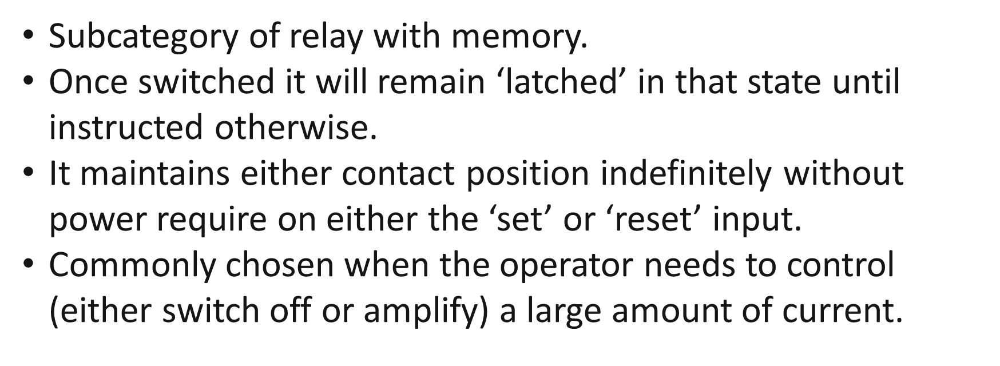 • Subcategory of relay with memory.
• Once switched it will remain ‘latched’ in that state until
instructed otherwise.
• It maintains either contact position indefinitely without
power require on either the ‘set’ or ‘reset’ input.
• Commonly chosen when the operator needs to control
(either switch off or amplify) a large amount of current.